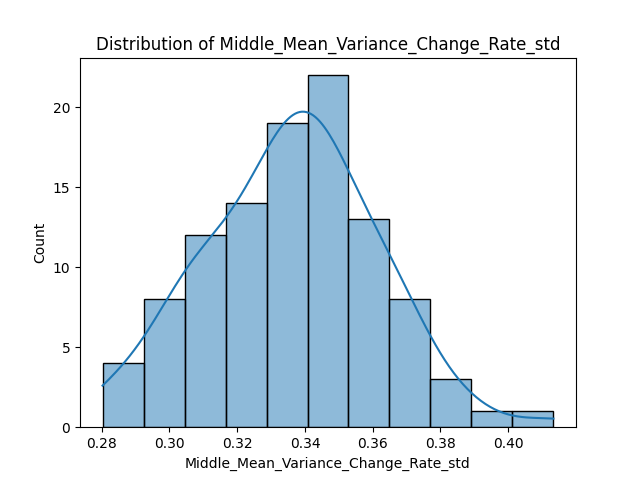 Distribution of Middle_Mean_Variance_Change_Rate_std
Count
20
15
10
5
0
0.28 0.30 0.32 0.34 0.36 0.38 0.40
Middle_Mean_Variance_Change_Rate_std